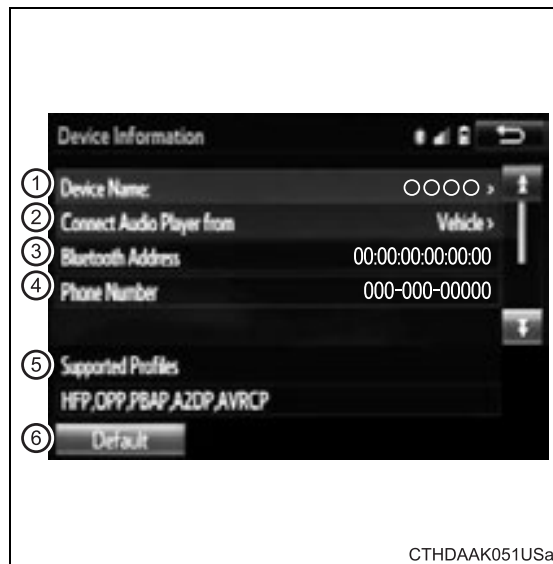 Device Information
① Device Name: ○○○○ >
② Connect Audio Player from Vehicle >
③ Bluetooth Address 00:00:00:00:00:00
④ Phone Number 000-000-00000
⑤ Supported Profiles
HFP,OPP,PBAP,A2DP,AVRCP
⑥ Default
CTHDAAK051USa